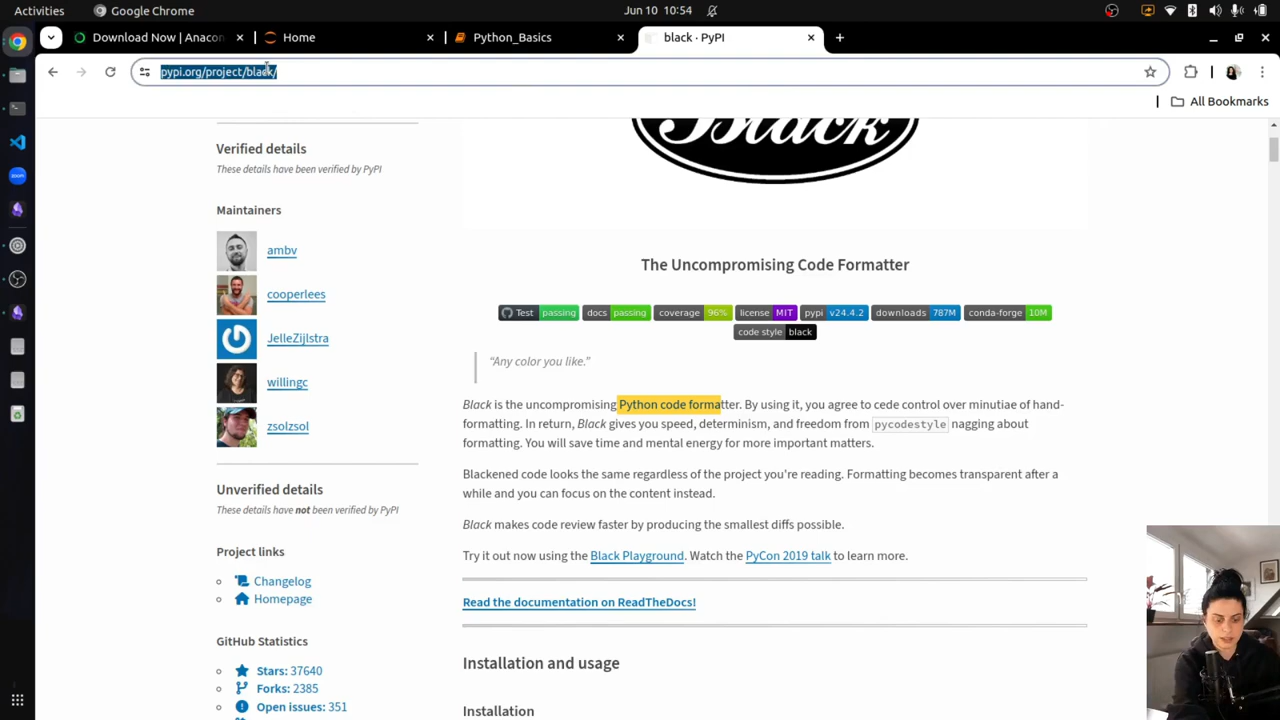 Activities
Google Chrome
Jun 10 10:54
Download Now | Anacon
Home
Python_Basics
black · PyPI
pypi.org/project/black/
All Bookmarks
Black
Verified details
These details have been verified by PyPI
Maintainers
ambv
cooperlees
JelleZijlstra
willingc
zsolzsol
Unverified details
These details have not been verified by PyPI
Project links
Changelog
Homepage
GitHub Statistics
Stars: 37640
Forks: 2385
Open issues: 351
The Uncompromising Code Formatter
Test passing docs passing coverage 96% license MIT pypi v24.4.2 downloads 787M conda-forge 10M
code style black
“Any color you like.”
Black is the uncompromising Python code formatter. By using it, you agree to cede control over minutiae of hand-
formatting. In return, Black gives you speed, determinism, and freedom from pycodestyle nagging about
formatting. You will save time and mental energy for more important matters.
Blackened code looks the same regardless of the project you're reading. Formatting becomes transparent after a
while and you can focus on the content instead.
Black makes code review faster by producing the smallest diffs possible.
Try it out now using the Black Playground. Watch the PyCon 2019 talk to learn more.
Read the documentation on ReadTheDocs!
Installation and usage
Installation